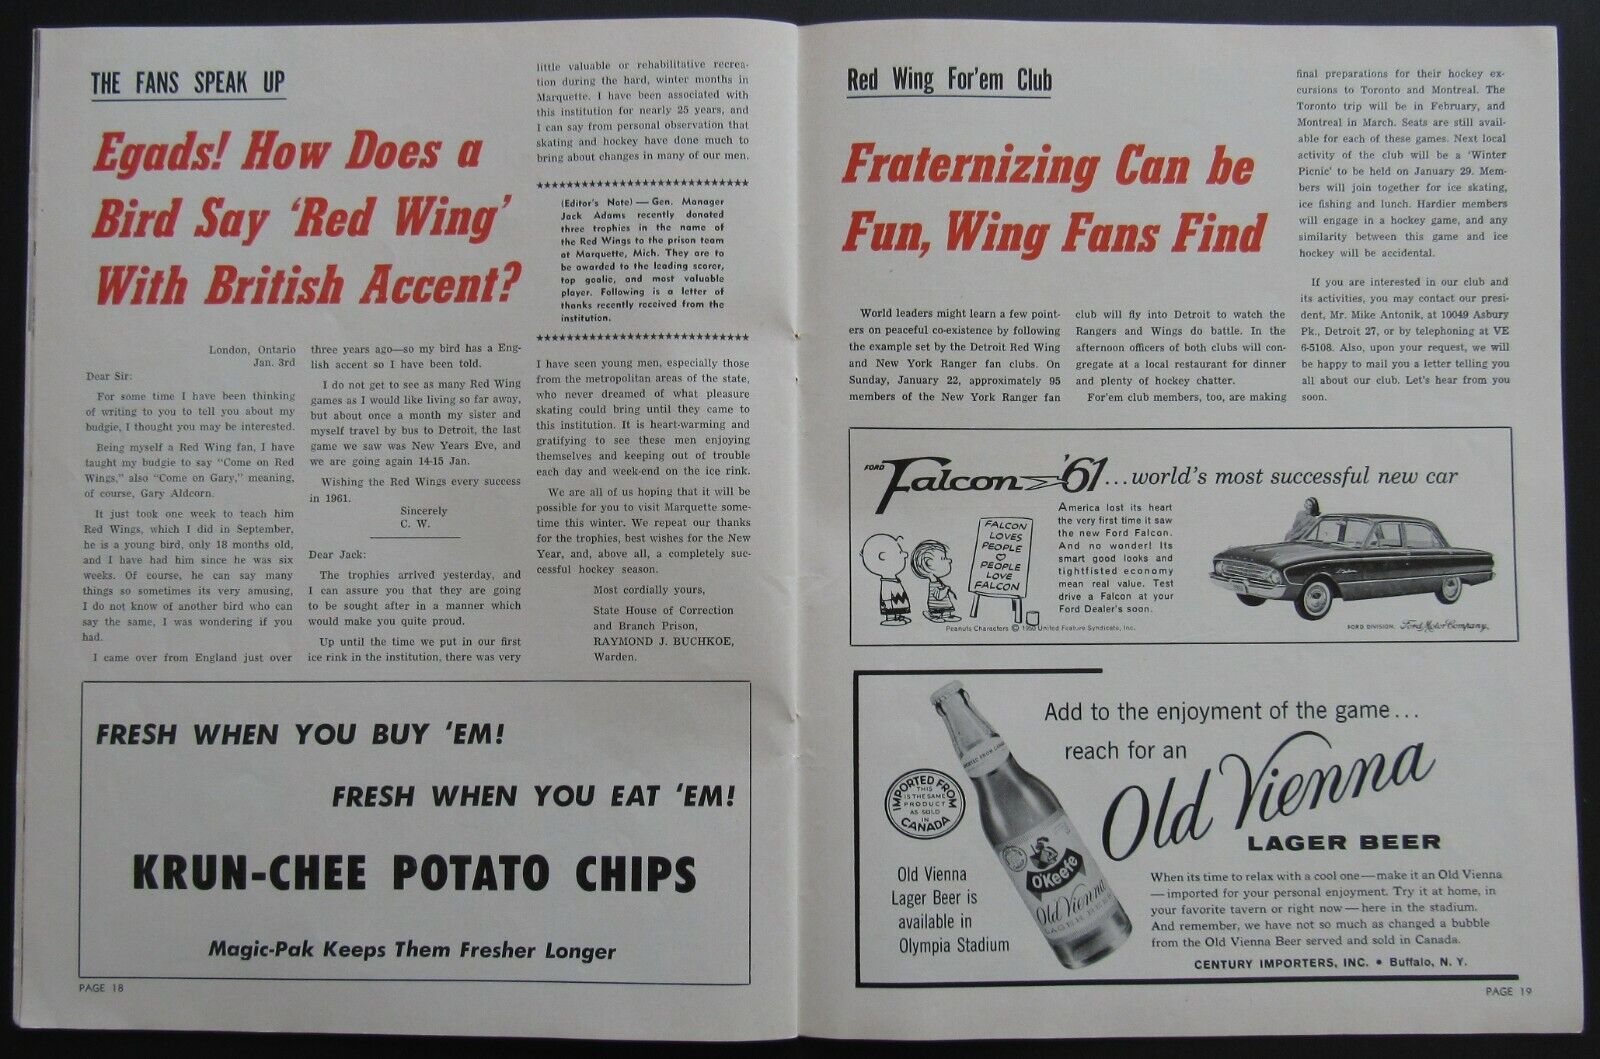 THE FANS SPEAK UP
Egads! How Does a
Bird Say 'Red Wing'
With British Accent?
London, Ontario
Jan. 3rd
Dear Sir:
For some time I have been thinking
of writing to you to tell you about my
budgie, I thought you may be interested.
Being myself a Red Wing fan, I have
taught my budgie to say "Come on Red
Wings," also "Come on Gary," meaning,
of course, Gary Aldcorn.
It just took one week to teach him
Red Wings, which I did in September,
he is a young bird, only 18 months old,
and I have had him since he was six
weeks. Of course, he can say many
things so sometimes its very amusing,
I do not know of another bird who can
say the same, I was wondering if you
had.
I came over from England just over
three years ago—so my bird has a Eng-
lish accent so I have been told.
I do not get to see as many Red Wing
games as I would like living so far away,
but about once a month my sister and
myself travel by bus to Detroit, the last
game we saw was New Years Eve, and
we are going again 14-15 Jan.
Wishing the Red Wings every success
in 1961.
Sincerely
C. W.
Dear Jack:
The trophies arrived yesterday, and
I can assure you that they are going
to be sought after in a manner which
would make you quite proud.
Up until the time we put in our first
ice rink in the institution, there was very
little valuable or rehabilitative recrea-
tion during the hard, winter months in
Marquette. I have been associated with
this institution for nearly 25 years, and
I can say from personal observation that
skating and hockey have done much to
bring about changes in many of our men.
★★★★★★★★★★★★★★★★★★★★★★★★★★★★
(Editor's Note) — Gen. Manager
Jack Adams recently donated
three trophies in the name of
the Red Wings to the prison team
at Marquette, Mich. They are to
be awarded to the leading scorer,
top goalie, and most valuable
player. Following is a letter of
thanks recently received from the
institution.
★★★★★★★★★★★★★★★★★★★★★★★★★★★★
I have seen young men, especially those
from the metropolitan areas of the state,
who never dreamed of what pleasure
skating could bring until they came to
this institution. It is heart-warming and
gratifying to see these men enjoying
themselves and keeping out of trouble
each day and week-end on the ice rink.
We are all of us hoping that it will be
possible for you to visit Marquette some-
time this winter. We repeat our thanks
for the trophies, best wishes for the New
Year, and, above all, a completely suc-
cessful hockey season.
Most cordially yours,
State House of Correction
and Branch Prison,
RAYMOND J. BUCHKOE,
Warden.
FRESH WHEN YOU BUY 'EM!
FRESH WHEN YOU EAT 'EM!
KRUN-CHEE POTATO CHIPS
Magic-Pak Keeps Them Fresher Longer
PAGE 18
Red Wing For'em Club
Fraternizing Can be
Fun, Wing Fans Find
World leaders might learn a few point-
ers on peaceful co-existence by following
the example set by the Detroit Red Wing
and New York Ranger fan clubs. On
Sunday, January 22, approximately 95
members of the New York Ranger fan
club will fly into Detroit to watch the
Rangers and Wings do battle. In the
afternoon officers of both clubs will con-
gregate at a local restaurant for dinner
and plenty of hockey chatter.
For'em club members, too, are making
final preparations for their hockey ex-
cursions to Toronto and Montreal. The
Toronto trip will be in February, and
Montreal in March. Seats are still avail-
able for each of these games. Next local
activity of the club will be a 'Winter
Picnic' to be held on January 29. Mem-
bers will join together for ice skating,
ice fishing and lunch. Hardier members
will engage in a hockey game, and any
similarity between this game and ice
hockey will be accidental.
If you are interested in our club and
its activities, you may contact our presi-
dent, Mr. Mike Antonik, at 10049 Asbury
Pk., Detroit 27, or by telephoning at VE
6-5108. Also, upon your request, we will
be happy to mail you a letter telling you
all about our club. Let's hear from you
soon.
FORD Falcon '61 ...world's most successful new car
FALCON
LOVES
PEOPLE
♡
PEOPLE
LOVE
FALCON
America lost its heart
the very first time it saw
the new Ford Falcon.
And no wonder! Its
smart good looks and
tightfisted economy
mean real value. Test
drive a Falcon at your
Ford Dealer's soon.
Peanuts Characters © 1950 United Feature Syndicate, Inc.
FORD DIVISION, Ford Motor Company,
Add to the enjoyment of the game...
reach for an
Old Vienna
LAGER BEER
IMPORTED FROM
THIS
IS THE SAME
PRODUCT
AS SOLD
IN
CANADA
O'Keefe
Old Vienna
LAGER BEER
Old Vienna
Lager Beer is
available in
Olympia Stadium
When its time to relax with a cool one—make it an Old Vienna
—imported for your personal enjoyment. Try it at home, in
your favorite tavern or right now—here in the stadium.
And remember, we have not so much as changed a bubble
from the Old Vienna Beer served and sold in Canada.
CENTURY IMPORTERS, INC. • Buffalo, N. Y.
PAGE 19